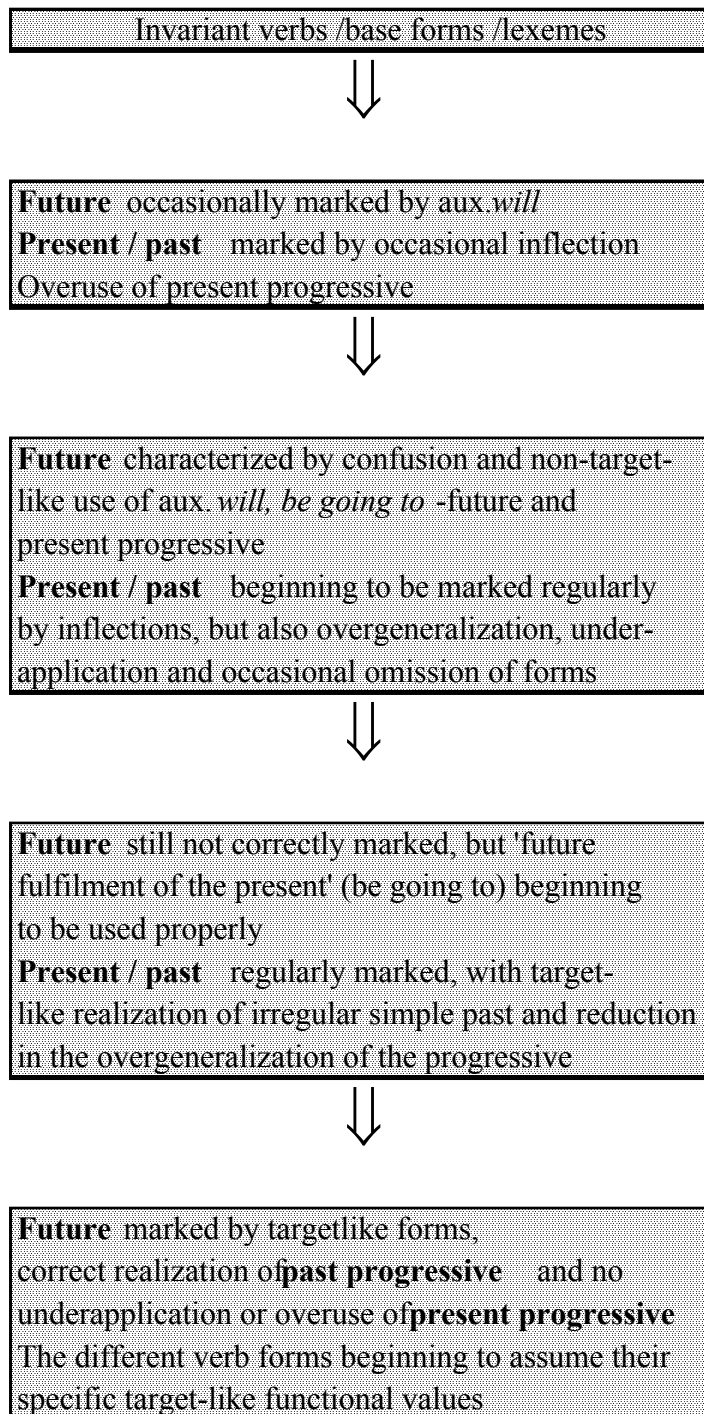 Invariant verbs /base forms /lexemes
Future occasionally marked by aux.will
Present / past marked by occasional inflection
Overuse of present progressive
Future characterized by confusion and non-target-
like use of aux. will, be going to -future and
present progressive
Present / past beginning to be marked regularly
by inflections, but also overgeneralization, under-
application and occasional omission of forms
Future still not correctly marked, but 'future
fulfilment of the present' (be going to) beginning
to be used properly
Present / past regularly marked, with target-
like realization of irregular simple past and reduction
in the overgeneralization of the progressive
Future marked by targetlike forms,
correct realization of past progressive and no
underapplication or overuse of present progressive
The different verb forms beginning to assume their
specific target-like functional values